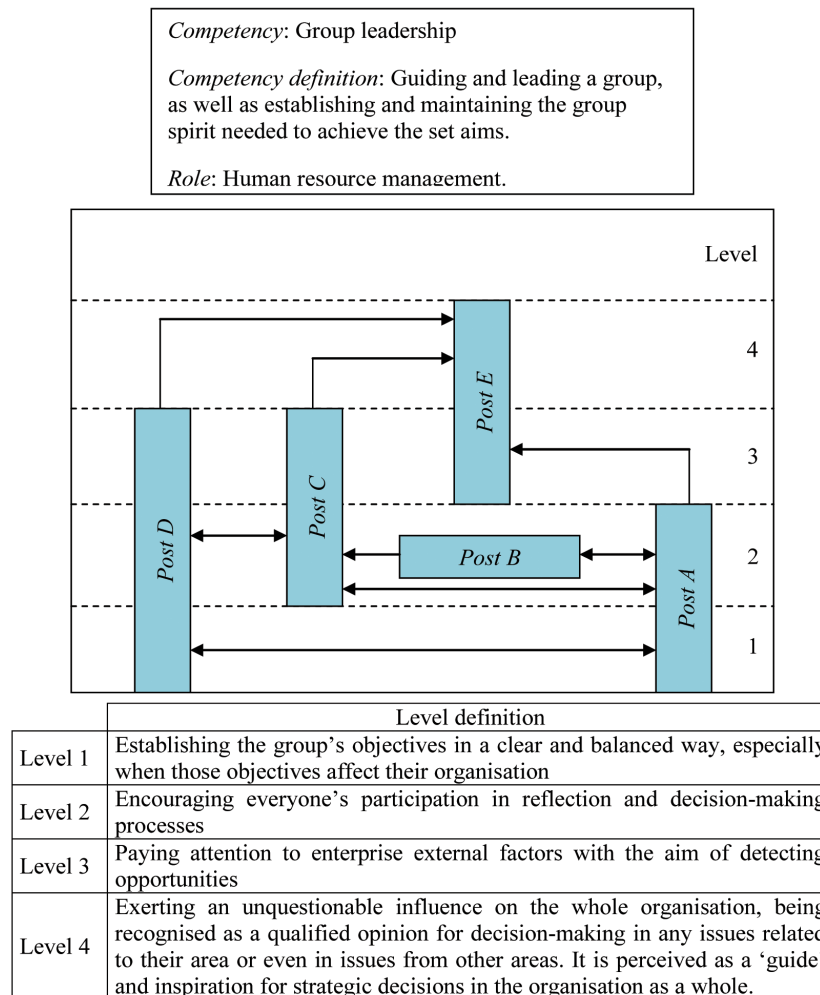 Competency: Group leadership
Competency definition: Guiding and leading a group,
as well as establishing and maintaining the group
spirit needed to achieve the set aims.
Role: Human resource management.
Level
4
Post E
3
Post D
Post C
Post B
Post A
2
1
Level definition
Level 1
Establishing the group's objectives in a clear and balanced way, especially
when those objectives affect their organisation
Level 2
Encouraging everyone's participation in reflection and decision-making
processes
Level 3
Paying attention to enterprise external factors with the aim of detecting
opportunities
Level 4
Exerting an unquestionable influence on the whole organisation, being
recognised as a qualified opinion for decision-making in any issues related
to their area or even in issues from other areas. It is perceived as a 'guide'
and inspiration for strategic decisions in the organisation as a whole.